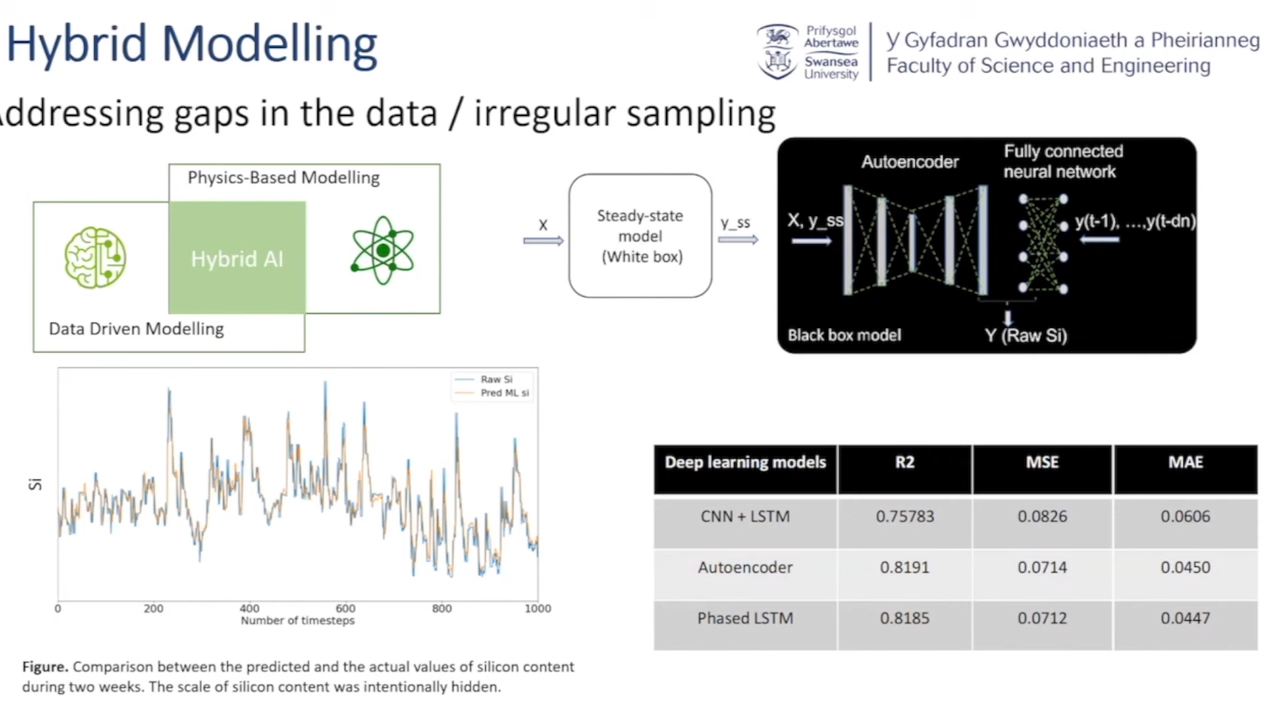 Hybrid Modelling
Prifysgol
Abertawe
Swansea
University
Y Gyfadran Gwyddoniaeth a Pheirianneg
Faculty of Science and Engineering
Addressing gaps in the data / irregular sampling
Physics-Based Modelling
Hybrid AI
Data Driven Modelling
X
Steady-state
model
(White box)
y_ss
Autoencoder
Fully connected
neural network
X, y_ss
y(t-1), ...,y(t-dn)
Black box model
Y (Raw Si)
Raw Si
Pred ML si
Si
0 200 400 600 800 1000
Number of timesteps
Figure. Comparison between the predicted and the actual values of silicon content
during two weeks. The scale of silicon content was intentionally hidden.
Deep learning models R2 MSE MAE
CNN + LSTM 0.75783 0.0826 0.0606
Autoencoder 0.8191 0.0714 0.0450
Phased LSTM 0.8185 0.0712 0.0447